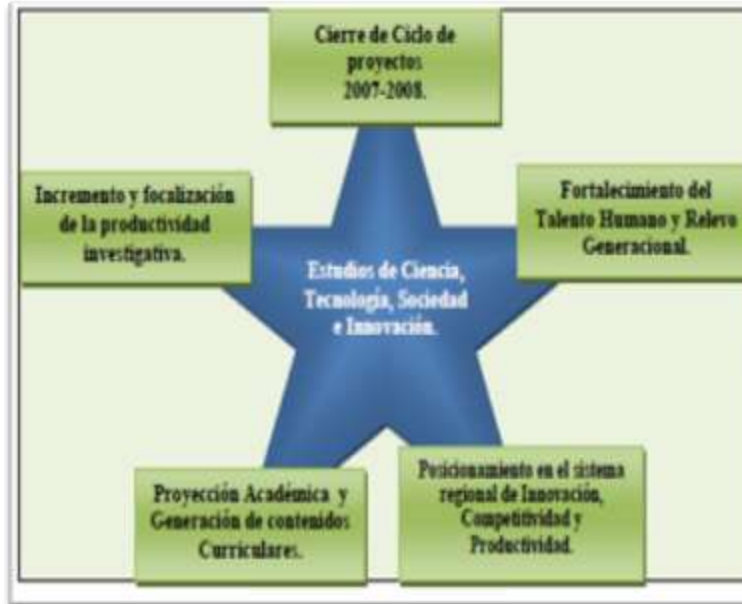 Cierre de Ciclo de
proyectos
2007-2008.
Incremento y focalización
de la productividad
investigativa.
Fortalecimiento del
Talento Humano y Relevo
Generacional.
Estudios de Ciencia,
Tecnología, Sociedad
e Innovación.
Proyección Académica y
Generación de contenidos
Curriculares.
Posicionamiento en el sistema
regional de Innovación,
Competitividad y
Productividad.